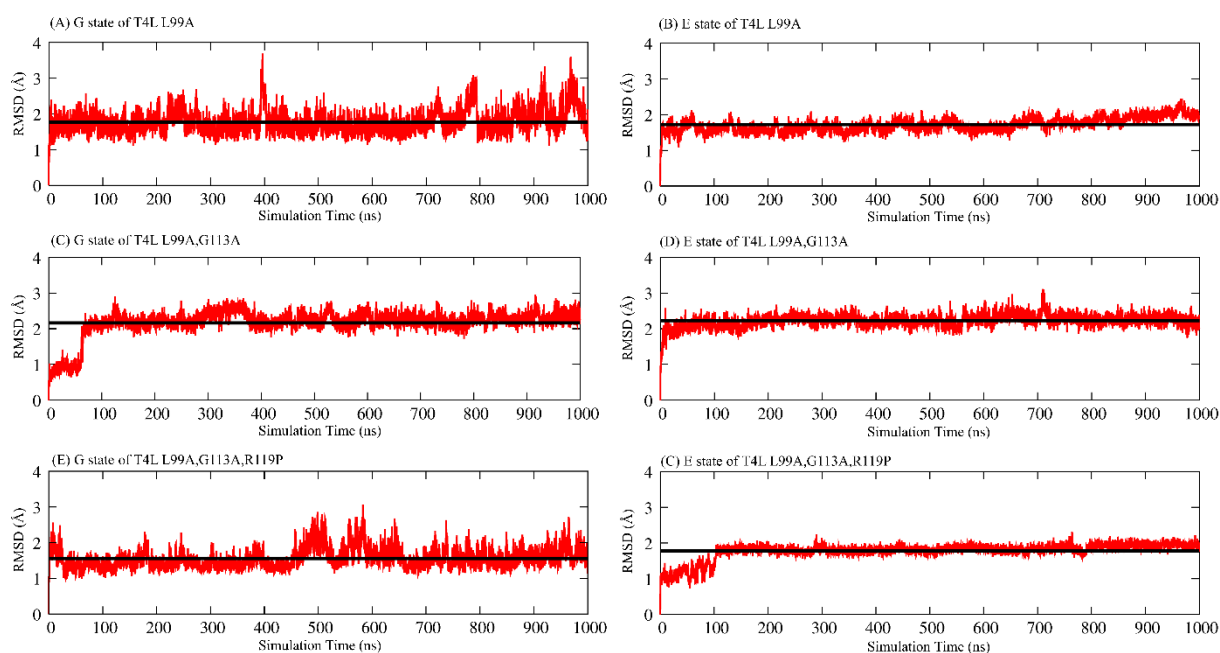 (A) G state of T4L L99A
4
3
2
1
0
RMSD (Å)
0 100 200 300 400 500 600 700 800 900 1000
Simulation Time (ns)
(B) E state of T4L L99A
4
3
2
1
0
RMSD (Å)
0 100 200 300 400 500 600 700 800 900 1000
Simulation Time (ns)
(C) G state of T4L L99A,G113A
4
3
2
1
0
RMSD (Å)
0 100 200 300 400 500 600 700 800 900 1000
Simulation Time (ns)
(D) E state of T4L L99A,G113A
4
3
2
1
0
RMSD (Å)
0 100 200 300 400 500 600 700 800 900 1000
Simulation Time (ns)
(E) G state of T4L L99A,G113A,R119P
4
3
2
1
0
RMSD (Å)
0 100 200 300 400 500 600 700 800 900 1000
Simulation Time (ns)
(C) E state of T4L L99A,G113A,R119P
4
3
2
1
0
RMSD (Å)
0 100 200 300 400 500 600 700 800 900 1000
Simulation Time (ns)